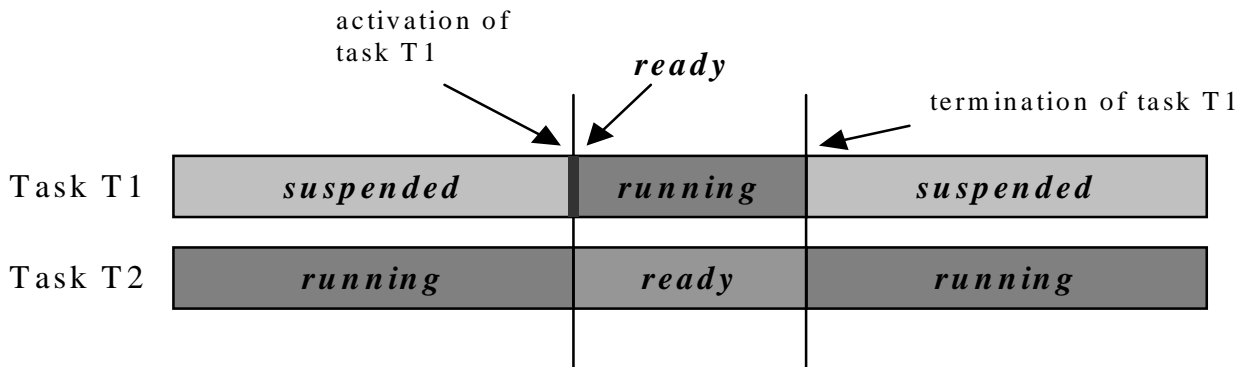 activation of
task T1
ready
termination of task T1
Task T1
suspended
running
suspended
Task T2
running
ready
running